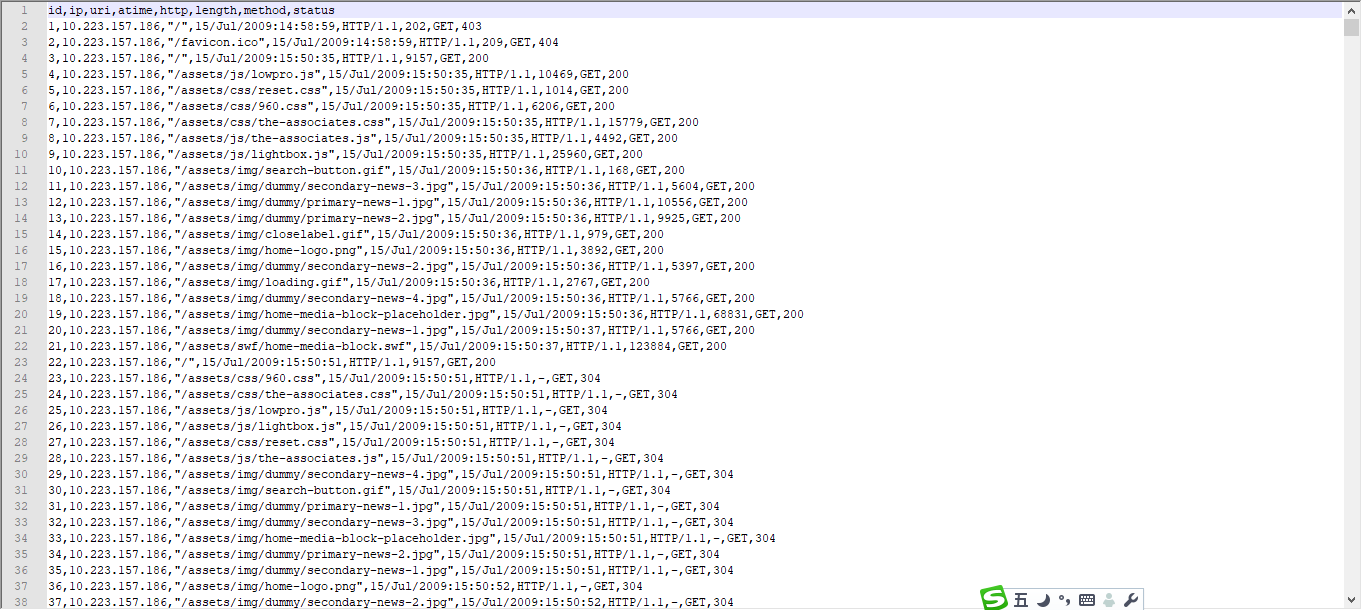 1 id,ip,uri,atime,http,length,method,status
2 1,10.223.157.186,"/",15/Jul/2009:14:58:59,HTTP/1.1,202,GET,403
3 2,10.223.157.186,"/favicon.ico",15/Jul/2009:14:58:59,HTTP/1.1,209,GET,404
4 3,10.223.157.186,"/",15/Jul/2009:15:50:35,HTTP/1.1,9157,GET,200
5 4,10.223.157.186,"/assets/js/lowpro.js",15/Jul/2009:15:50:35,HTTP/1.1,10469,GET,200
6 5,10.223.157.186,"/assets/css/reset.css",15/Jul/2009:15:50:35,HTTP/1.1,1014,GET,200
7 6,10.223.157.186,"/assets/css/960.css",15/Jul/2009:15:50:35,HTTP/1.1,6206,GET,200
8 7,10.223.157.186,"/assets/css/the-associates.css",15/Jul/2009:15:50:35,HTTP/1.1,15779,GET,200
9 8,10.223.157.186,"/assets/js/the-associates.js",15/Jul/2009:15:50:35,HTTP/1.1,4492,GET,200
10 9,10.223.157.186,"/assets/js/lightbox.js",15/Jul/2009:15:50:35,HTTP/1.1,25960,GET,200
11 10,10.223.157.186,"/assets/img/search-button.gif",15/Jul/2009:15:50:36,HTTP/1.1,168,GET,200
12 11,10.223.157.186,"/assets/img/dummy/secondary-news-3.jpg",15/Jul/2009:15:50:36,HTTP/1.1,5604,GET,200
13 12,10.223.157.186,"/assets/img/dummy/primary-news-1.jpg",15/Jul/2009:15:50:36,HTTP/1.1,10556,GET,200
14 13,10.223.157.186,"/assets/img/dummy/primary-news-2.jpg",15/Jul/2009:15:50:36,HTTP/1.1,9925,GET,200
15 14,10.223.157.186,"/assets/img/closelabel.gif",15/Jul/2009:15:50:36,HTTP/1.1,979,GET,200
16 15,10.223.157.186,"/assets/img/home-logo.png",15/Jul/2009:15:50:36,HTTP/1.1,3892,GET,200
17 16,10.223.157.186,"/assets/img/dummy/secondary-news-2.jpg",15/Jul/2009:15:50:36,HTTP/1.1,5397,GET,200
18 17,10.223.157.186,"/assets/img/loading.gif",15/Jul/2009:15:50:36,HTTP/1.1,2767,GET,200
19 18,10.223.157.186,"/assets/img/dummy/secondary-news-4.jpg",15/Jul/2009:15:50:36,HTTP/1.1,5766,GET,200
20 19,10.223.157.186,"/assets/img/home-media-block-placeholder.jpg",15/Jul/2009:15:50:36,HTTP/1.1,68831,GET,200
21 20,10.223.157.186,"/assets/img/dummy/secondary-news-1.jpg",15/Jul/2009:15:50:37,HTTP/1.1,5766,GET,200
22 21,10.223.157.186,"/assets/swf/home-media-block.swf",15/Jul/2009:15:50:37,HTTP/1.1,123884,GET,200
23 22,10.223.157.186,"/",15/Jul/2009:15:50:51,HTTP/1.1,9157,GET,200
24 23,10.223.157.186,"/assets/css/960.css",15/Jul/2009:15:50:51,HTTP/1.1,-,GET,304
25 24,10.223.157.186,"/assets/css/the-associates.css",15/Jul/2009:15:50:51,HTTP/1.1,-,GET,304
26 25,10.223.157.186,"/assets/js/lowpro.js",15/Jul/2009:15:50:51,HTTP/1.1,-,GET,304
27 26,10.223.157.186,"/assets/js/lightbox.js",15/Jul/2009:15:50:51,HTTP/1.1,-,GET,304
28 27,10.223.157.186,"/assets/css/reset.css",15/Jul/2009:15:50:51,HTTP/1.1,-,GET,304
29 28,10.223.157.186,"/assets/js/the-associates.js",15/Jul/2009:15:50:51,HTTP/1.1,-,GET,304
30 29,10.223.157.186,"/assets/img/dummy/secondary-news-4.jpg",15/Jul/2009:15:50:51,HTTP/1.1,-,GET,304
31 30,10.223.157.186,"/assets/img/search-button.gif",15/Jul/2009:15:50:51,HTTP/1.1,-,GET,304
32 31,10.223.157.186,"/assets/img/dummy/primary-news-1.jpg",15/Jul/2009:15:50:51,HTTP/1.1,-,GET,304
33 32,10.223.157.186,"/assets/img/dummy/secondary-news-3.jpg",15/Jul/2009:15:50:51,HTTP/1.1,-,GET,304
34 33,10.223.157.186,"/assets/img/home-media-block-placeholder.jpg",15/Jul/2009:15:50:51,HTTP/1.1,-,GET,304
35 34,10.223.157.186,"/assets/img/dummy/primary-news-2.jpg",15/Jul/2009:15:50:51,HTTP/1.1,-,GET,304
36 35,10.223.157.186,"/assets/img/dummy/secondary-news-1.jpg",15/Jul/2009:15:50:51,HTTP/1.1,-,GET,304
37 36,10.223.157.186,"/assets/img/home-logo.png",15/Jul/2009:15:50:52,HTTP/1.1,-,GET,304
38 37,10.223.157.186,"/assets/img/dummy/secondary-news-2.jpg",15/Jul/2009:15:50:52,HTTP/1.1,-,GET,304
S 五 °,